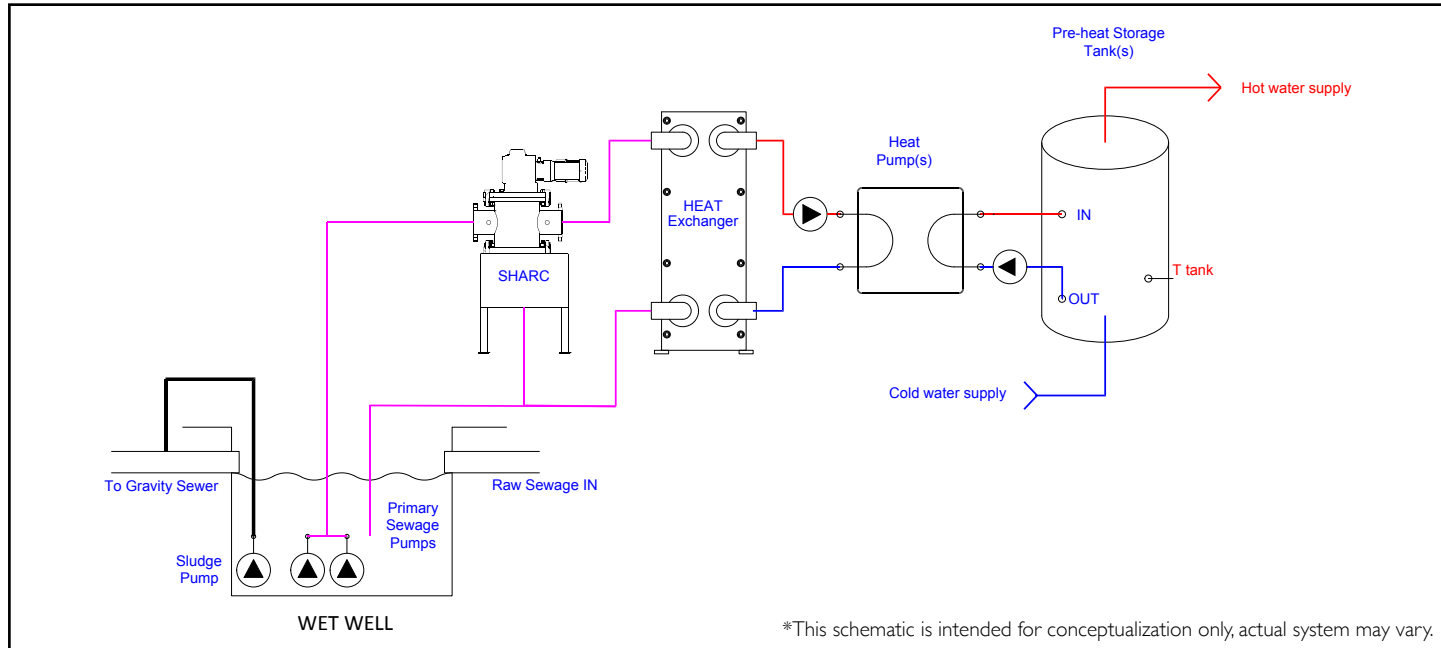 Pre-heat Storage
Tank(s)
Hot water supply
Heat
Pump(s)
HEAT
Exchanger
IN
SHARC
T tank
OUT
Cold water supply
To Gravity Sewer
Raw Sewage IN
Primary
Sewage
Pumps
Sludge
Pump
WET WELL
*This schematic is intended for conceptualization only, actual system may vary.